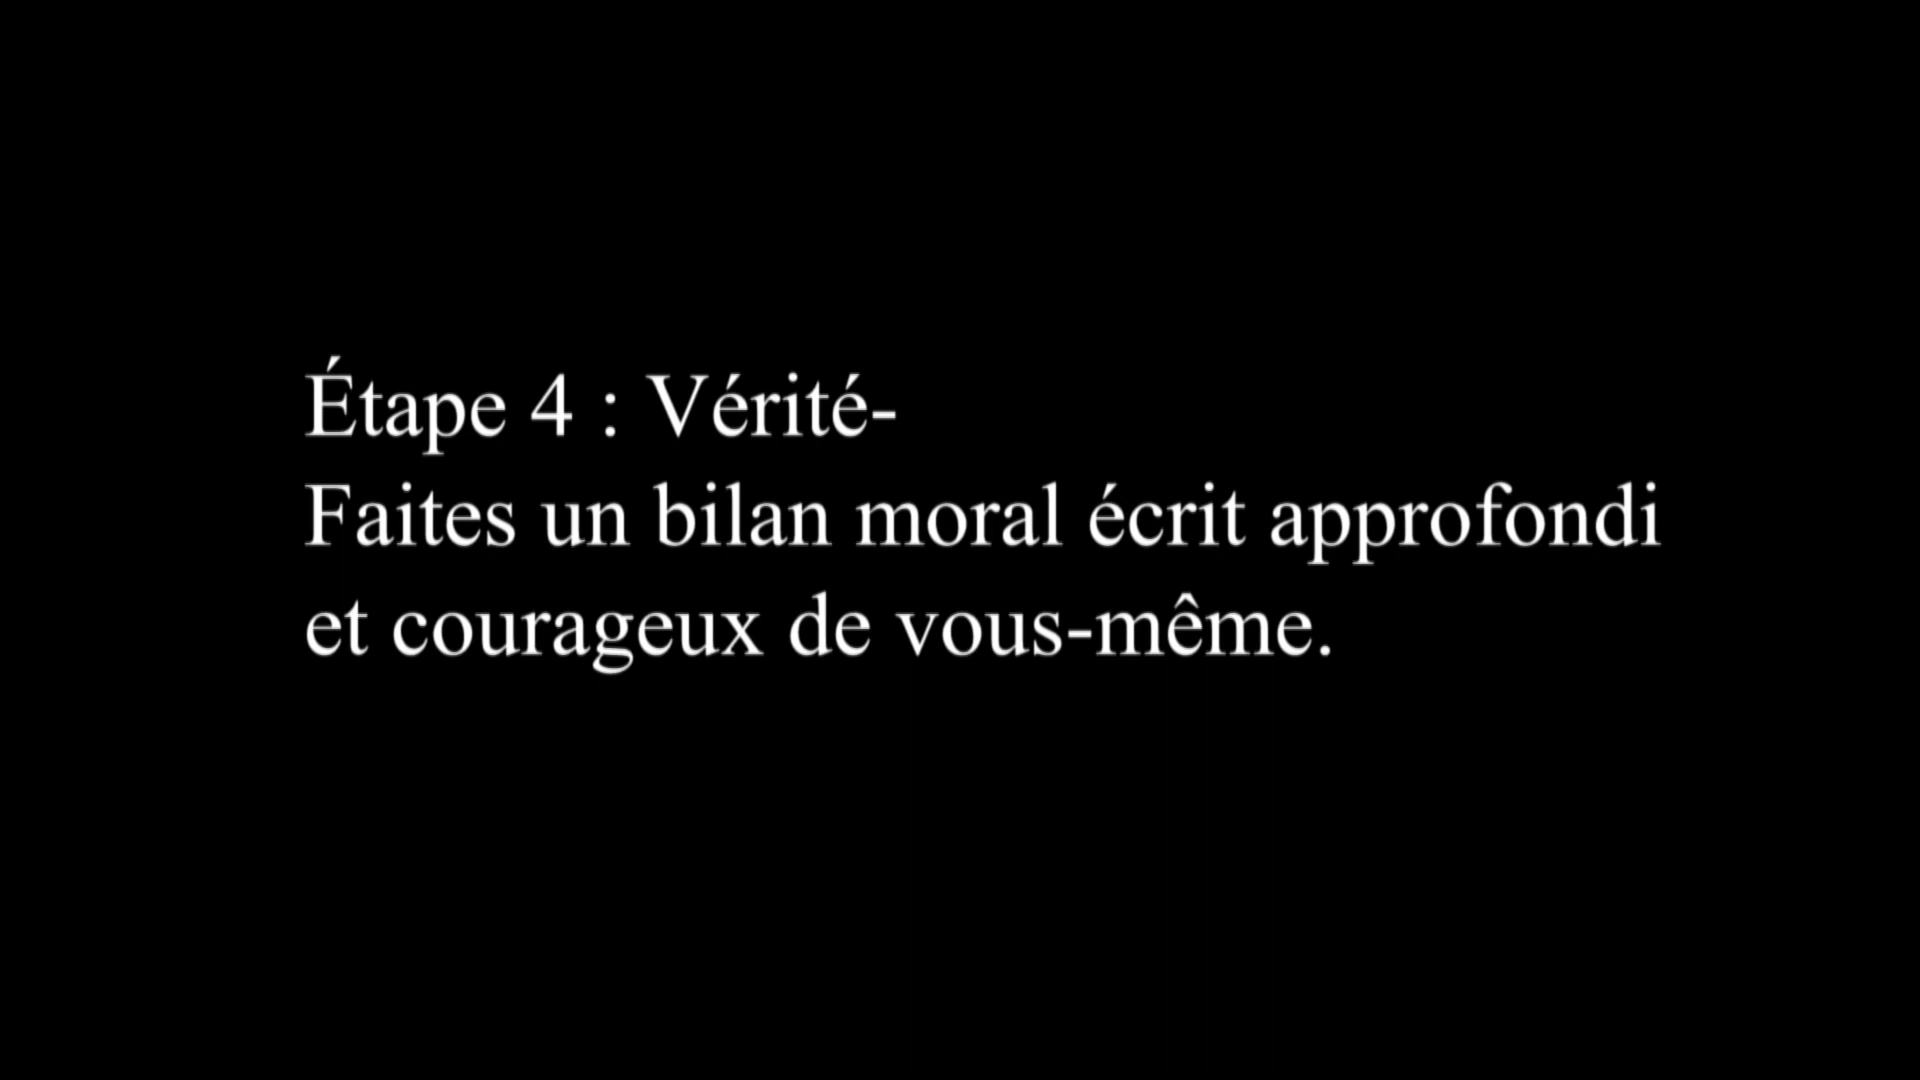 Étape 4 : Vérité-
Faites un bilan moral écrit approfondi
et courageux de vous-même.